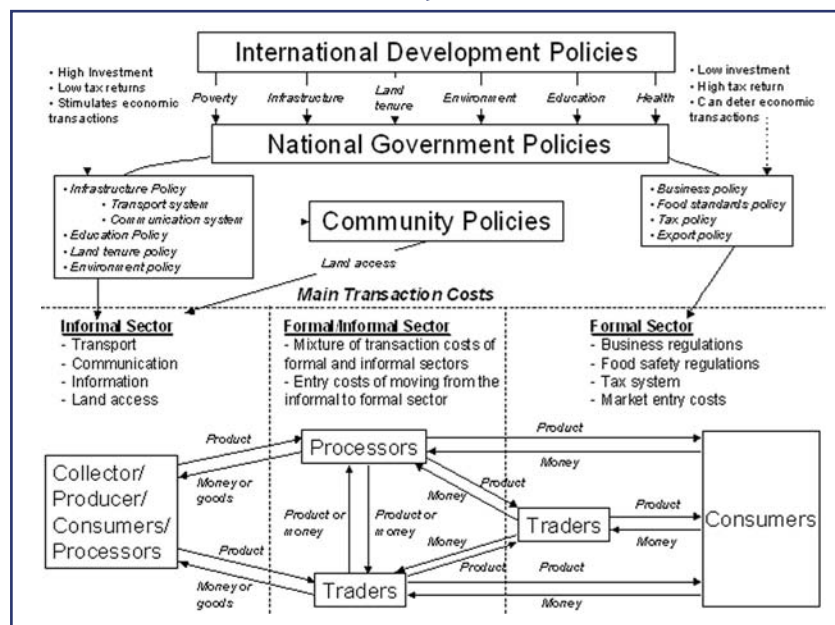 International Development Policies
• High Investment
• Low tax returns
• Stimulates economic
transactions
Poverty
Infrastructure
Land
tenure
Environment
Education
Health
• Low investment
• High tax return
• Can deter economic
transactions
National Government Policies
• Infrastructure Policy
• Transport system
• Communication system
• Education Policy
• Land tenure policy
• Environment policy
Community Policies
Land access
• Business policy
• Food standards policy
• Tax policy
• Export policy
Main Transaction Costs
Informal Sector
- Transport
- Communication
- Information
- Land access
Formal/Informal Sector
- Mixture of transaction costs of
formal and informal sectors
- Entry costs of moving from the
informal to formal sector
Formal Sector
- Business regulations
- Food safety regulations
- Tax system
- Market entry costs
Collector/
Producer/
Consumers/
Processors
Product
Money or
goods
Product
Money or
goods
Processors
Product or
money
Product or
money
Traders
Product
Money
Product
Money
Money
Product
Traders
Product
Money
Product
Money
Consumers